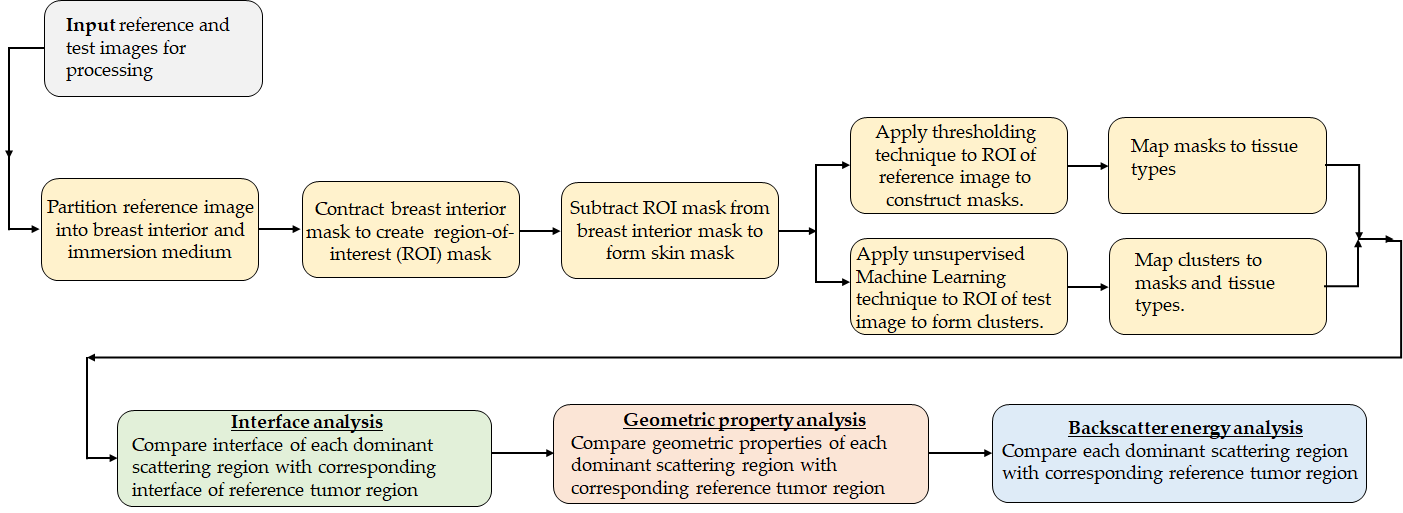 Input reference and
test images for
processing
Partition reference image
into breast interior and
immersion medium
Contract breast interior
mask to create region-of-
interest (ROI) mask
Subtract ROI mask from
breast interior mask to
form skin mask
Apply thresholding
technique to ROI of
reference image to
construct masks.
Map masks to tissue
types
Apply unsupervised
Machine Learning
technique to ROI of test
image to form clusters.
Map clusters to
masks and tissue
types.
Interface analysis
Compare interface of each dominant
scattering region with corresponding
interface of reference tumor region
Geometric property analysis
Compare geometric properties of each
dominant scattering region with
corresponding reference tumor region
Backscatter energy analysis
Compare each dominant scattering region
with corresponding reference tumor region